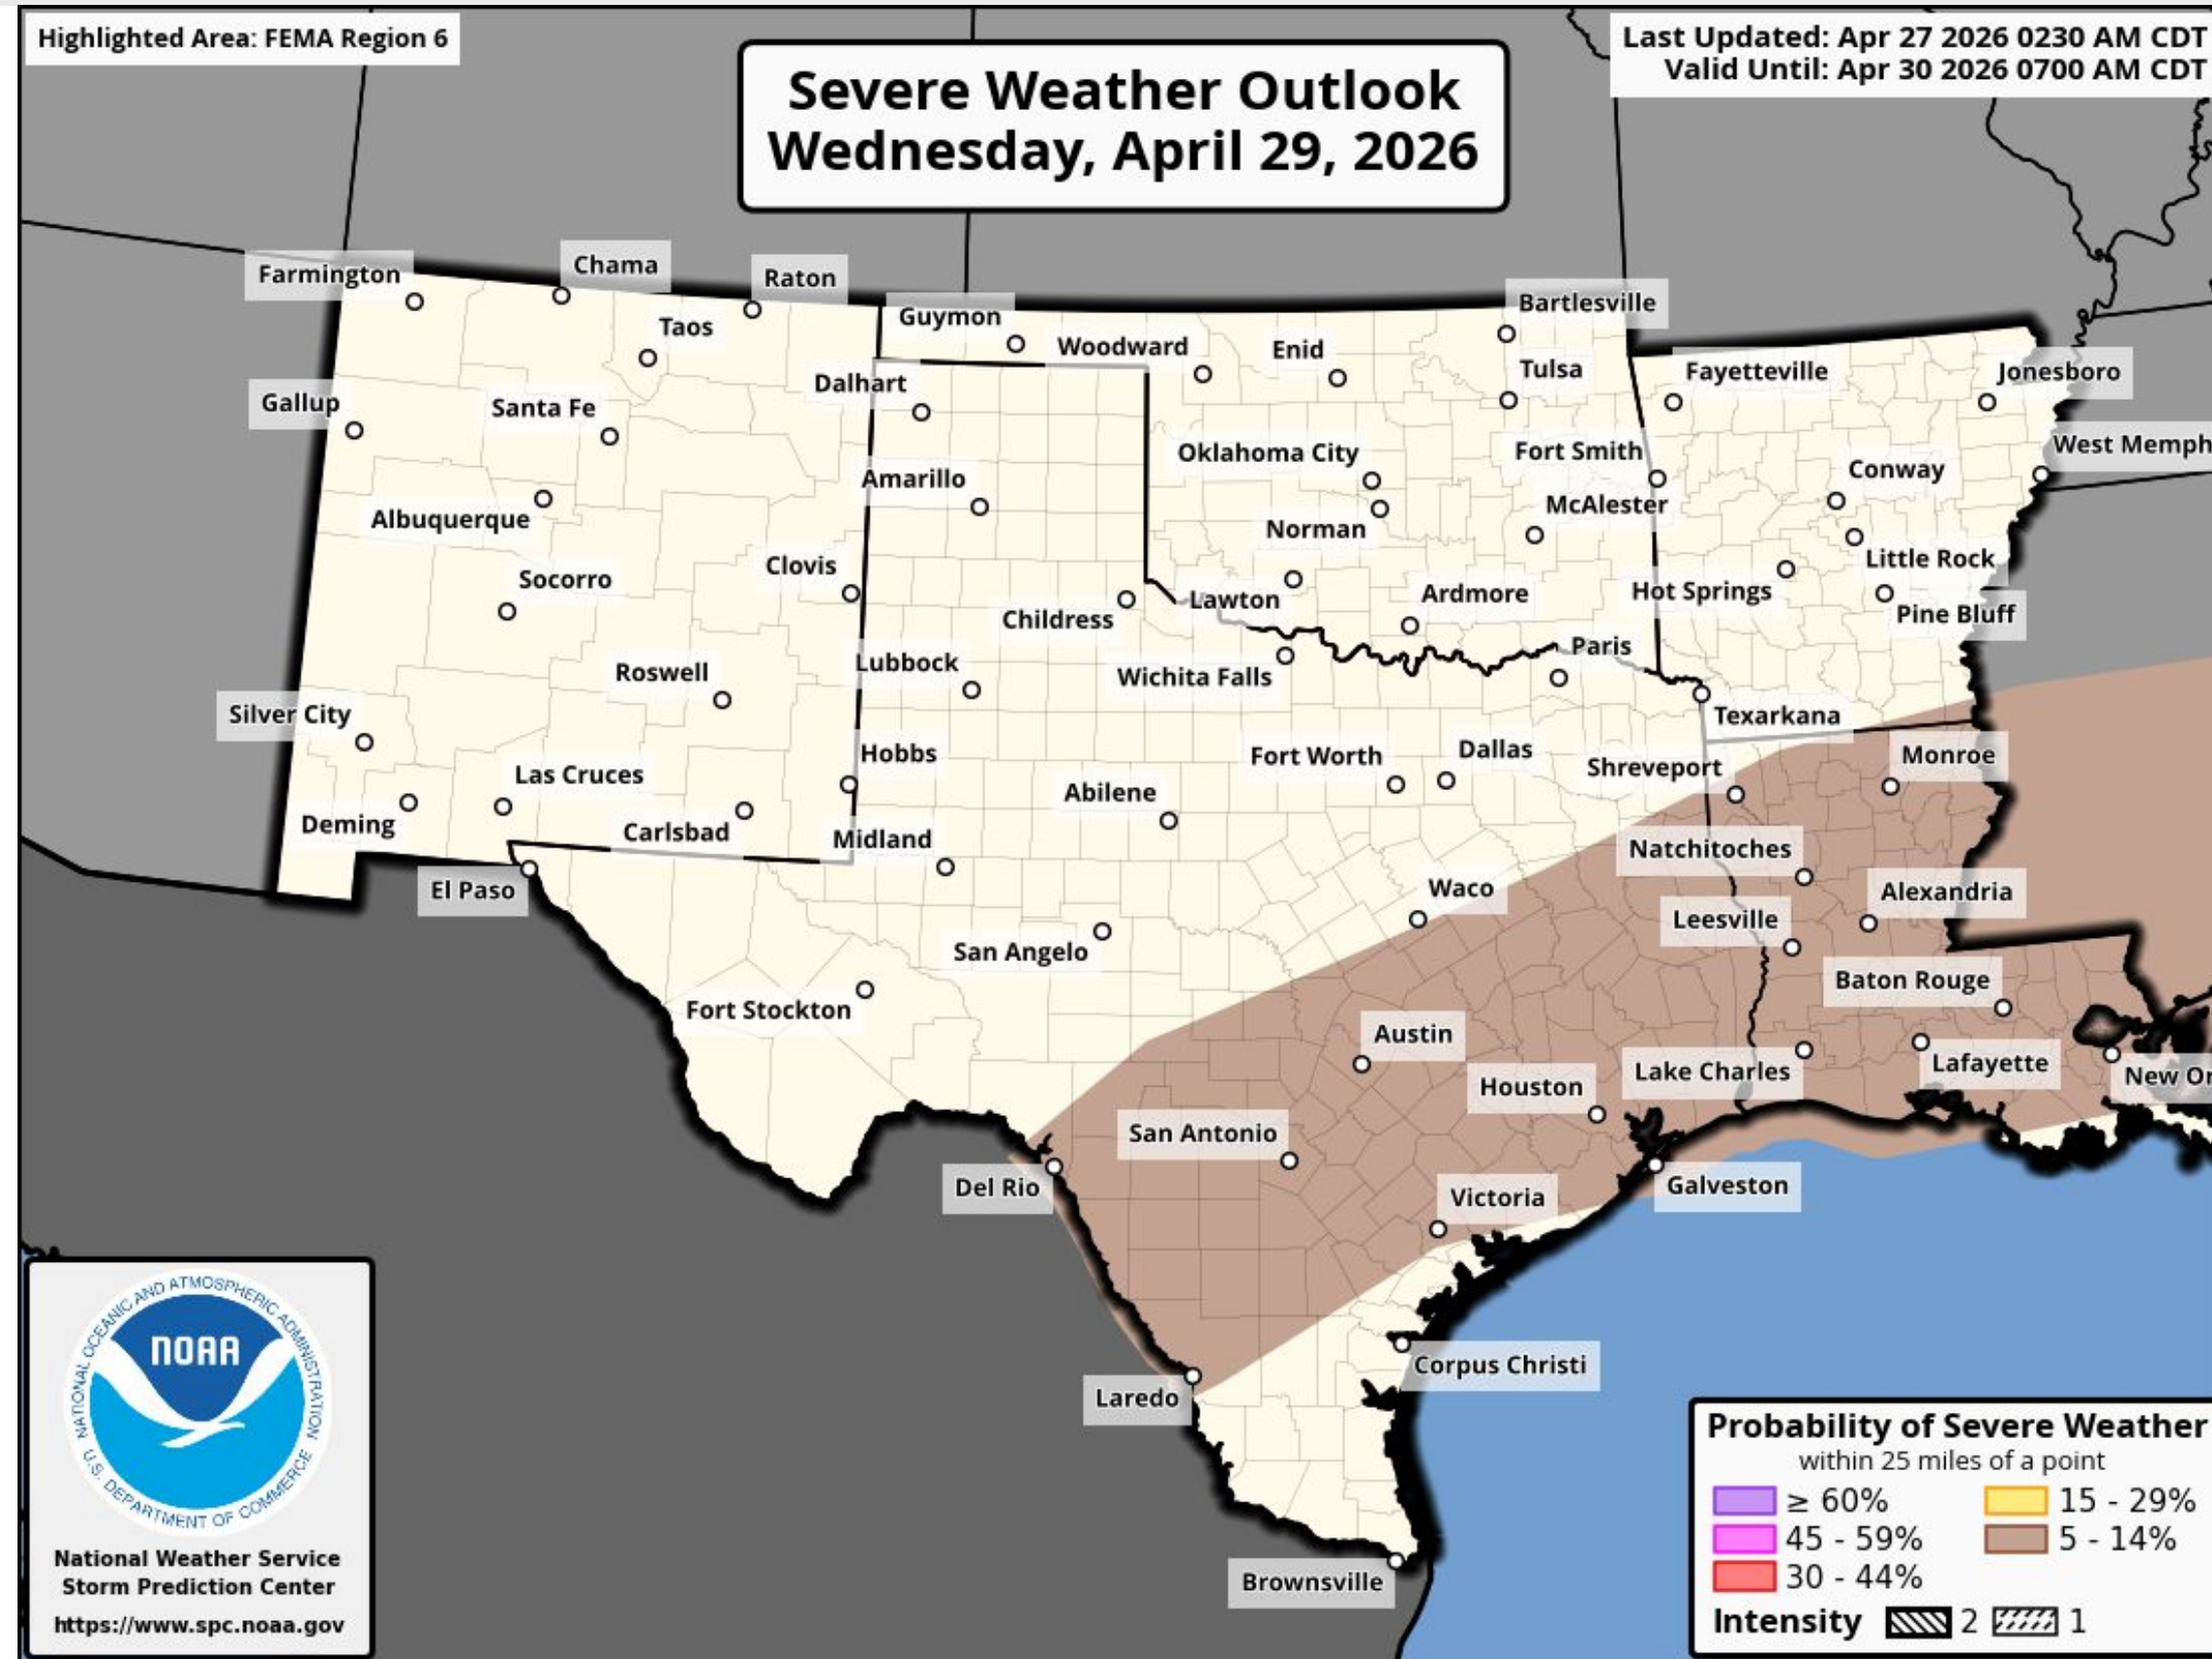 Highlighted Area: FEMA Region 6
Severe Weather Outlook
Wednesday, April 29, 2026
Last Updated: Apr 27 2026 0230 AM CDT
Valid Until: Apr 30 2026 0700 AM CDT
Farmington
Chama
Raton
Taos
Guymon
Woodward
Enid
Bartlesville
Tulsa
Fayetteville
Jonesboro
Dalhart
Gallup
Santa Fe
Oklahoma City
Fort Smith
West Memph
Amarillo
Conway
Albuquerque
McAlester
Norman
Clovis
Little Rock
Socorro
Hot Springs
Lawton
Ardmore
Childress
Pine Bluff
Paris
Lubbock
Roswell
Wichita Falls
Silver City
Texarkana
Hobbs
Fort Worth
Dallas
Monroe
Shreveport
Las Cruces
Abilene
Deming
Carlsbad
Midland
Natchitoches
El Paso
Waco
Alexandria
Leesville
San Angelo
Baton Rouge
Fort Stockton
Austin
Lafayette
Lake Charles
New Or
Houston
San Antonio
Del Rio
Galveston
Victoria
Corpus Christi
Laredo
Brownsville
NATIONAL OCEANIC AND ATMOSPHERIC ADMINISTRATION
NOAA
U.S. DEPARTMENT OF COMMERCE
National Weather Service
Storm Prediction Center
https://www.spc.noaa.gov
Probability of Severe Weather
within 25 miles of a point
≥ 60% 15 - 29%
45 - 59% 5 - 14%
30 - 44%
Intensity 2 1